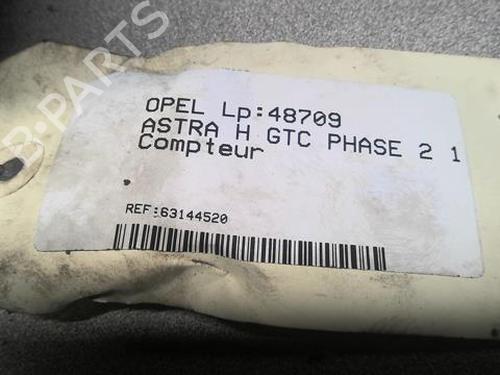 B-PARTS
OPEL Lp:48709
ASTRA H GTC PHASE 2 1
Compteur
REF:63144520